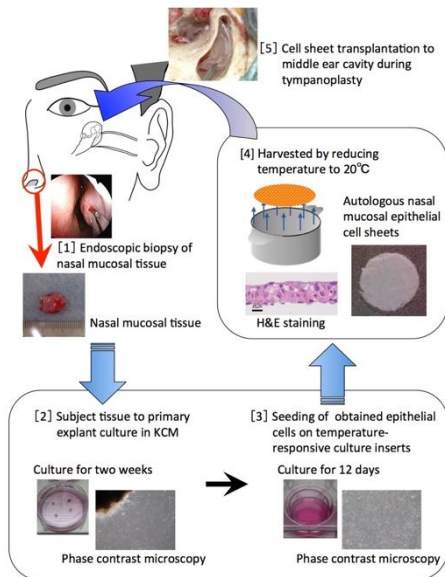 [5] Cell sheet transplantation to
middle ear cavity during
tympanoplasty
[4] Harvested by reducing
temperature to 20℃
Autologous nasal
mucosal epithelial
cell sheets
H&E staining
[1] Endoscopic biopsy of
nasal mucosal tissue
Nasal mucosal tissue
[2] Subject tissue to primary
explant culture in KCM
Culture for two weeks
Phase contrast microscopy
[3] Seeding of obtained epithelial
cells on temperature-
responsive culture inserts
Culture for 12 days
Phase contrast microscopy